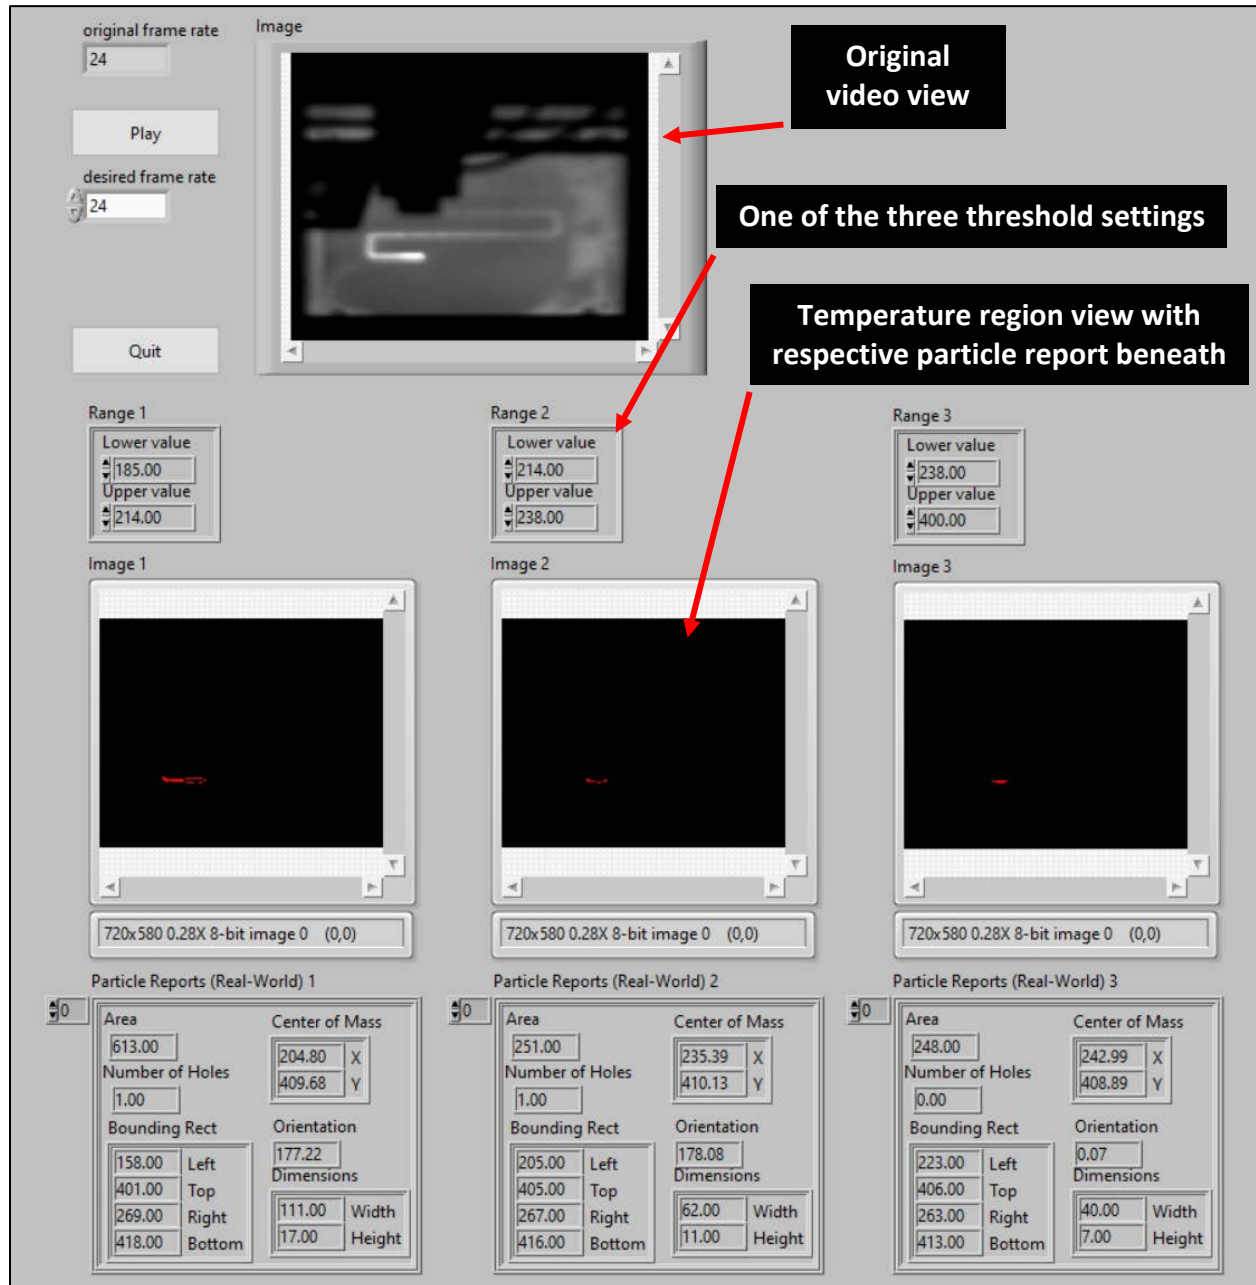 original frame rate
24
Image
Original
video view
Play
desired frame rate
24
One of the three threshold settings
Temperature region view with
respective particle report beneath
Quit
Range 1
Lower value
185.00
Upper value
214.00
Range 2
Lower value
214.00
Upper value
238.00
Range 3
Lower value
238.00
Upper value
400.00
Image 1
Image 2
Image 3
720x580 0.28X 8-bit image 0 (0,0)
720x580 0.28X 8-bit image 0 (0,0)
720x580 0.28X 8-bit image 0 (0,0)
Particle Reports (Real-World) 1
0
Area
613.00
Number of Holes
1.00
Bounding Rect
158.00 Left
401.00 Top
269.00 Right
418.00 Bottom
Center of Mass
204.80 X
409.68 Y
Orientation
177.22
Dimensions
111.00 Width
17.00 Height
Particle Reports (Real-World) 2
0
Area
251.00
Number of Holes
1.00
Bounding Rect
205.00 Left
405.00 Top
267.00 Right
416.00 Bottom
Center of Mass
235.39 X
410.13 Y
Orientation
178.08
Dimensions
62.00 Width
11.00 Height
Particle Reports (Real-World) 3
0
Area
248.00
Number of Holes
0.00
Bounding Rect
223.00 Left
406.00 Top
263.00 Right
413.00 Bottom
Center of Mass
242.99 X
408.89 Y
Orientation
0.07
Dimensions
40.00 Width
7.00 Height